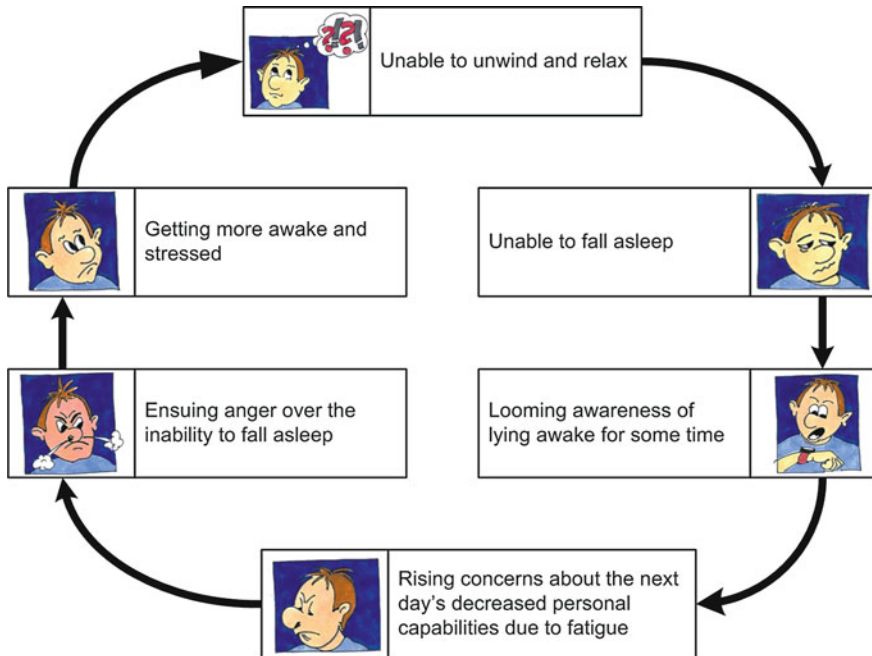 ?!?!
Unable to unwind and relax
Unable to fall asleep
Looming awareness of
lying awake for some time
Rising concerns about the next
day's decreased personal
capabilities due to fatigue
Ensuing anger over the
inability to fall asleep
Getting more awake and
stressed